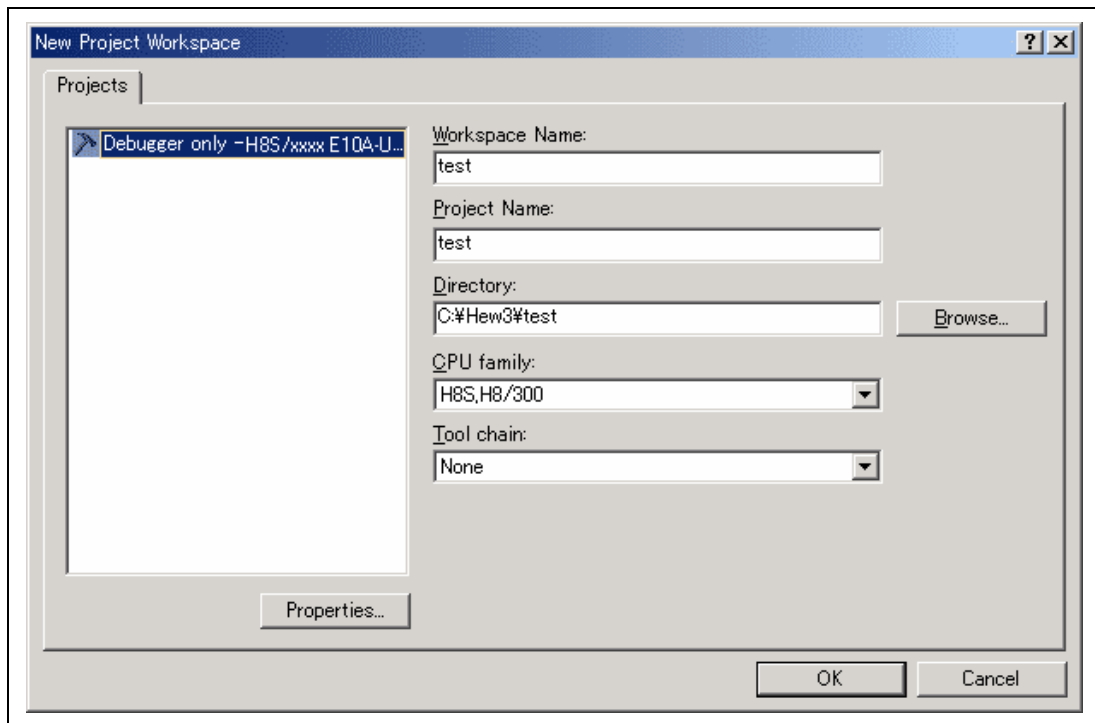 New Project Workspace
Projects
Debugger only -H8S/xxxx E10A-U...
Workspace Name:
test
Project Name:
test
Directory:
C:¥Hew3¥test
Browse...
CPU family:
H8S,H8/300
Tool chain:
None
Properties...
OK
Cancel